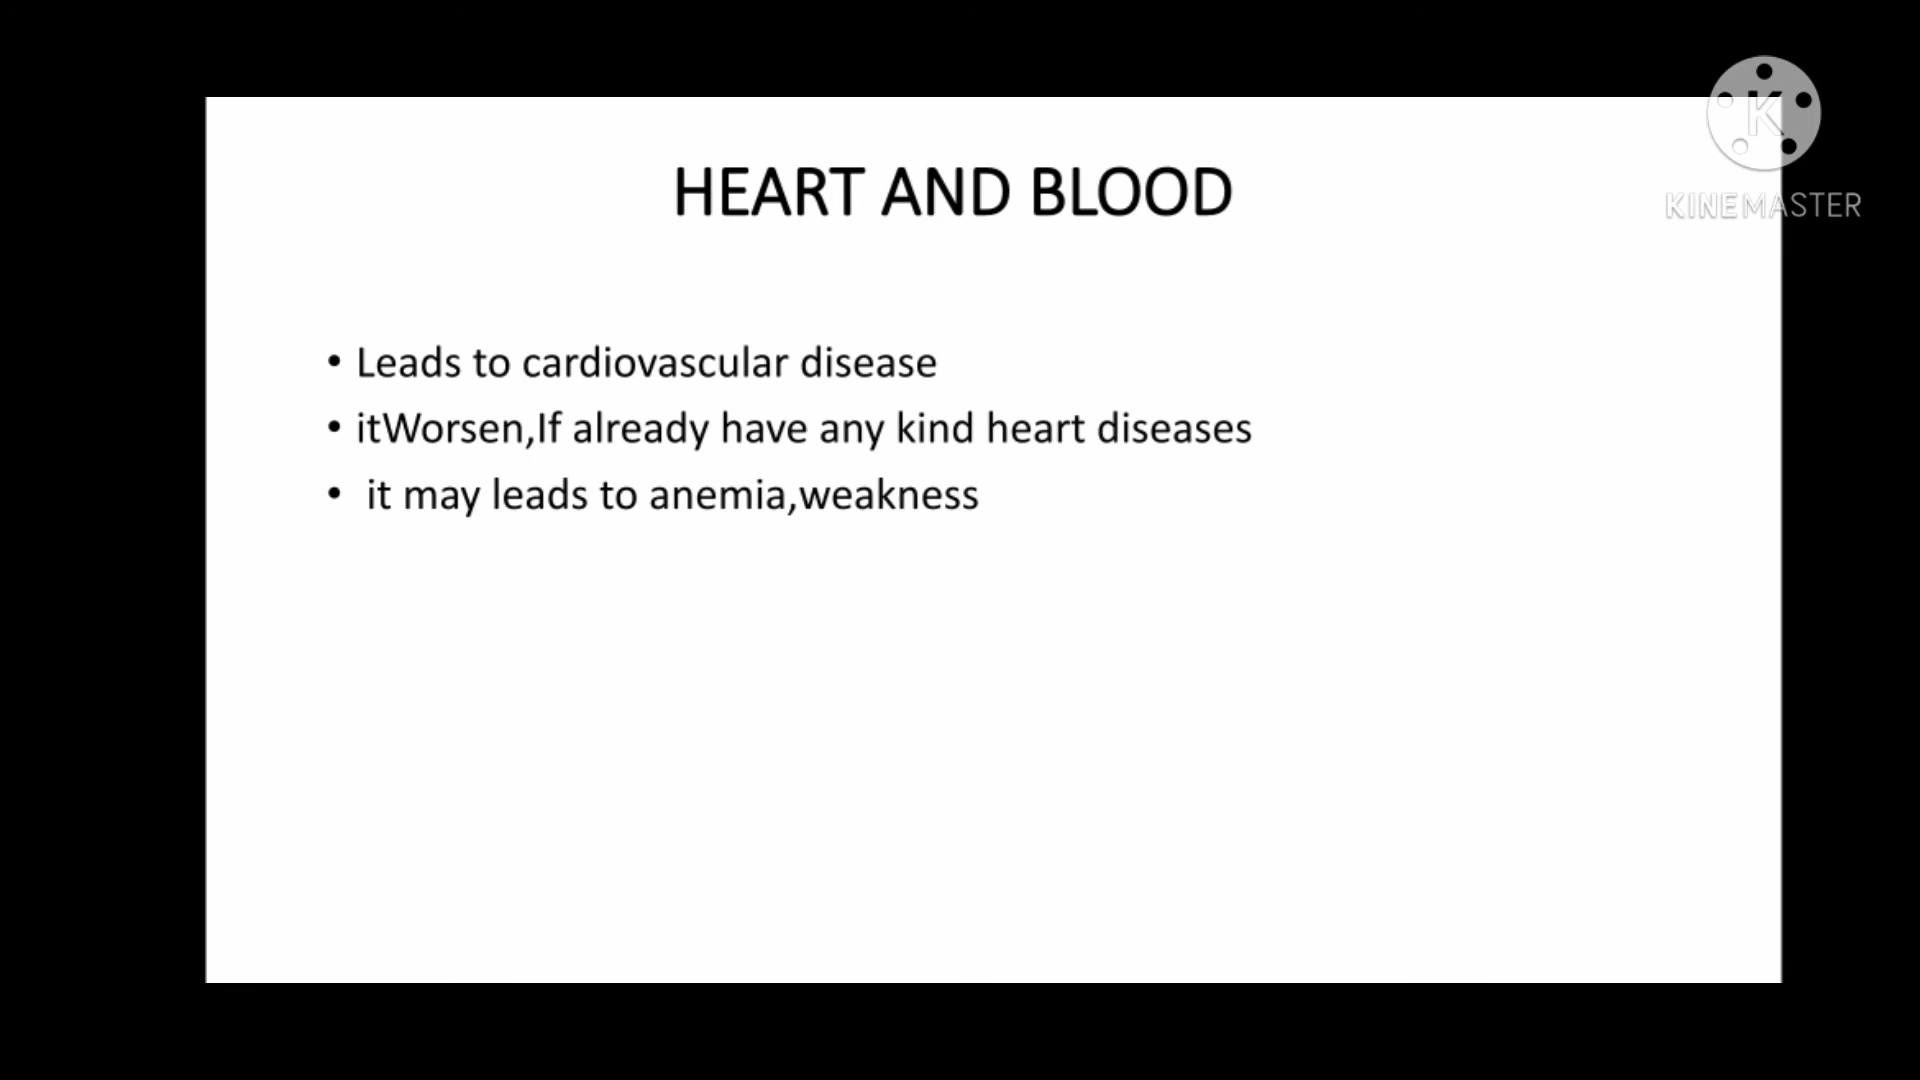 K
KINEMASTER
HEART AND BLOOD
• Leads to cardiovascular disease
• itWorsen,If already have any kind heart diseases
• it may leads to anemia,weakness